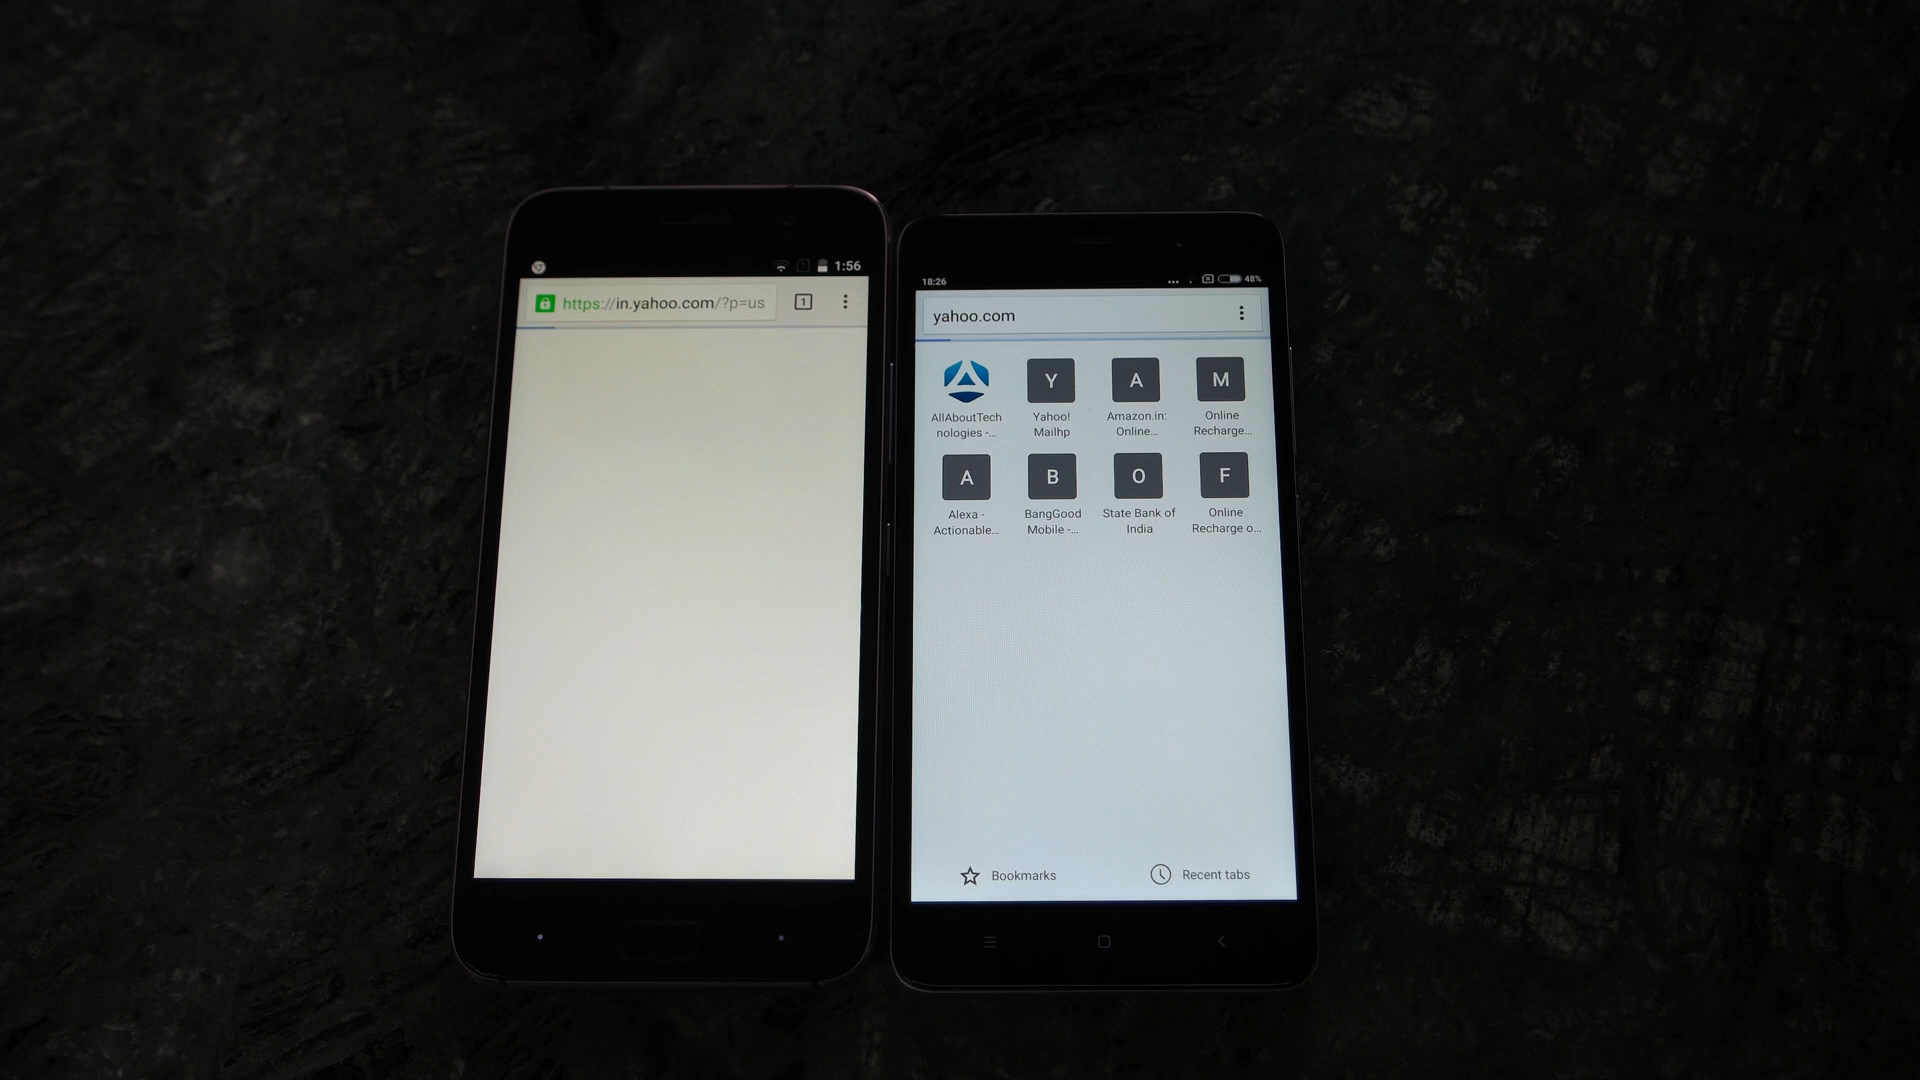 1:56
https://in.yahoo.com/?p=us
1
18:26
48%
yahoo.com
AllAboutTech
nologies -...
Y
Yahoo!
Mailhp
A
Amazon.in:
Online...
M
Online
Recharge...
A
Alexa -
Actionable...
B
BangGood
Mobile -...
O
State Bank of
India
F
Online
Recharge o...
Bookmarks
Recent tabs